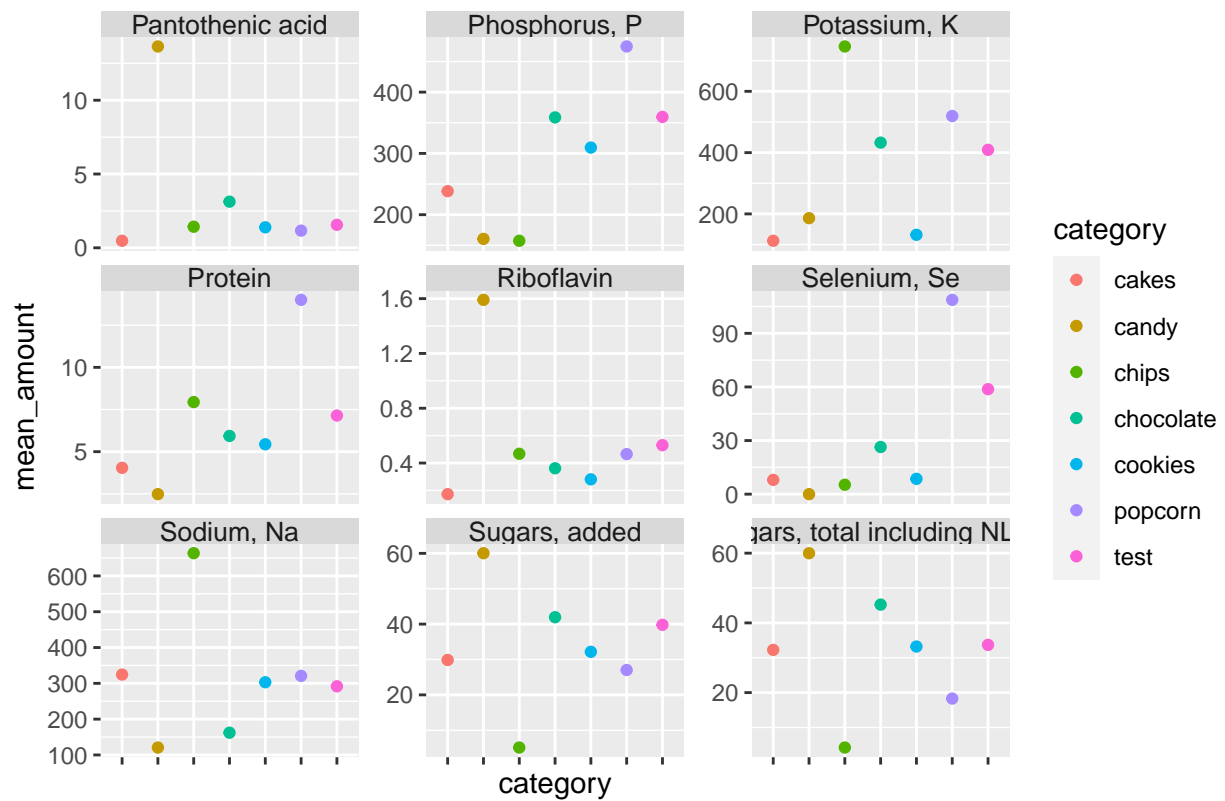 Pantothenic acid
Phosphorus, P
Potassium, K
10
5
0
400
300
200
600
400
200
Protein
Riboflavin
Selenium, Se
10
5
1.6
1.2
0.8
0.4
90
60
30
0
Sodium, Na
Sugars, added
gars, total including NL
600
500
400
300
200
100
60
40
20
60
40
20
mean_amount
category
category
cakes
candy
chips
chocolate
cookies
popcorn
test